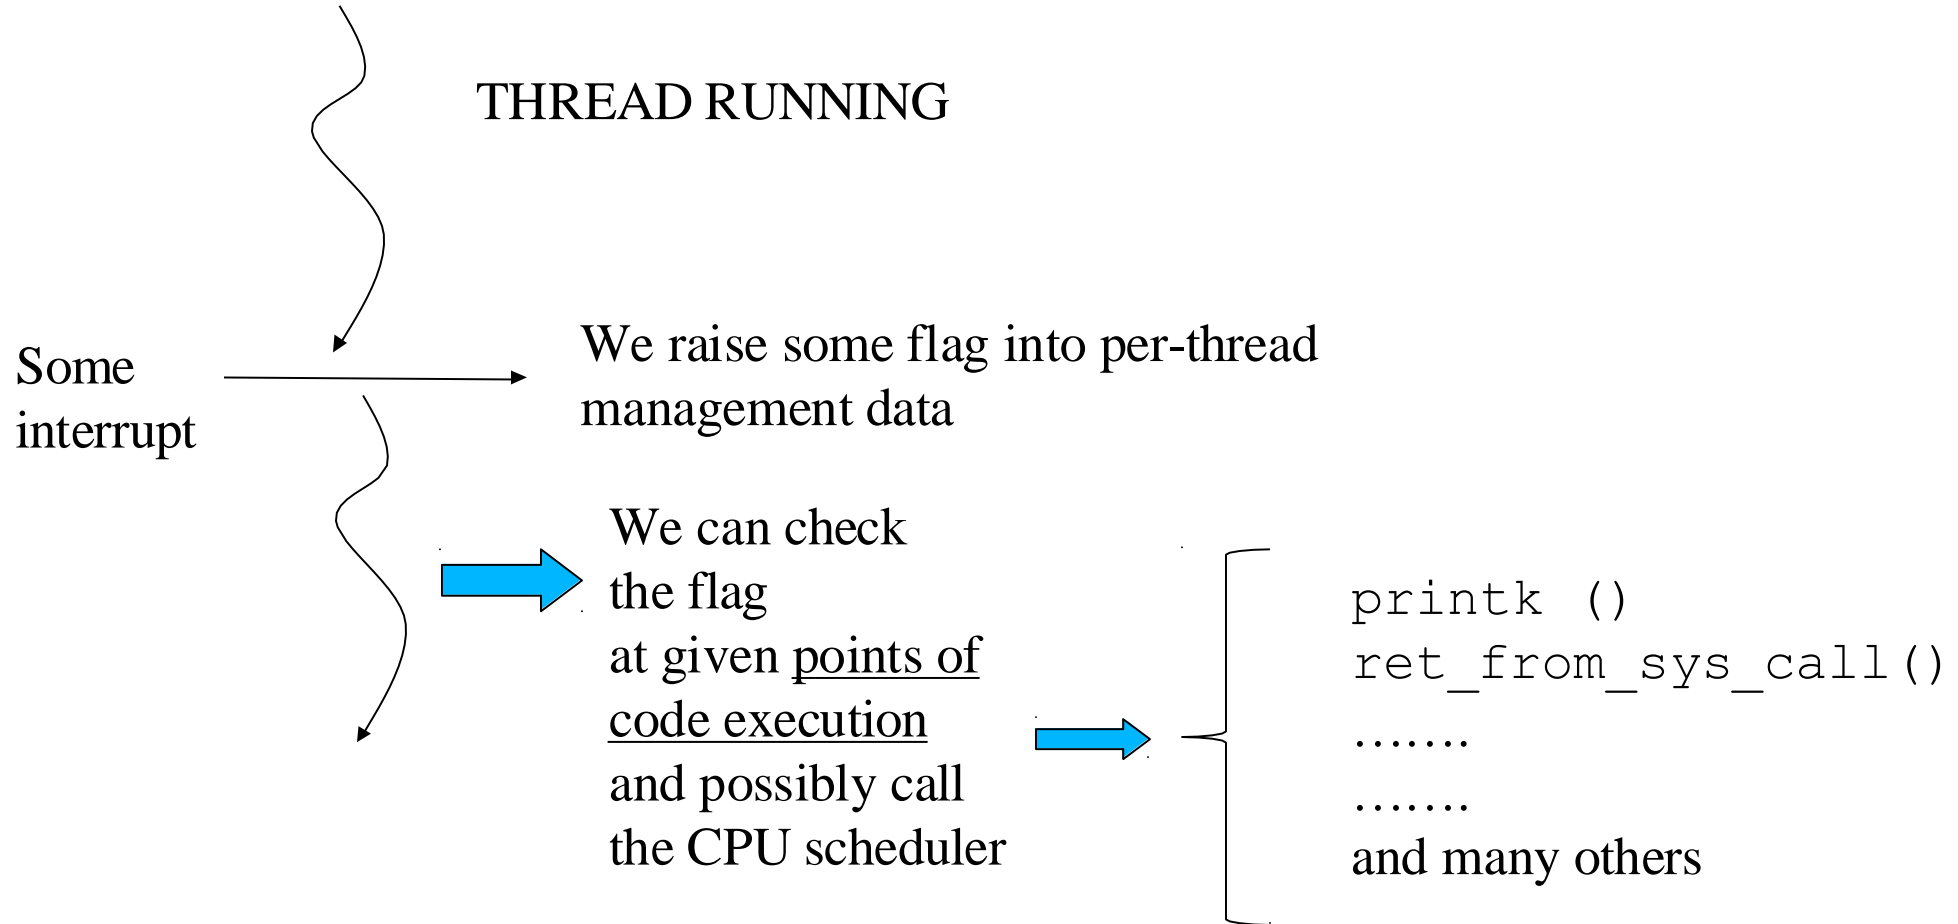 THREAD RUNNING
Some
interrupt
We raise some flag into per-thread
management data
We can check
the flag
at given points of
code execution
and possibly call
the CPU scheduler
printk ()
ret_from_sys_call()
…….
…….
and many others